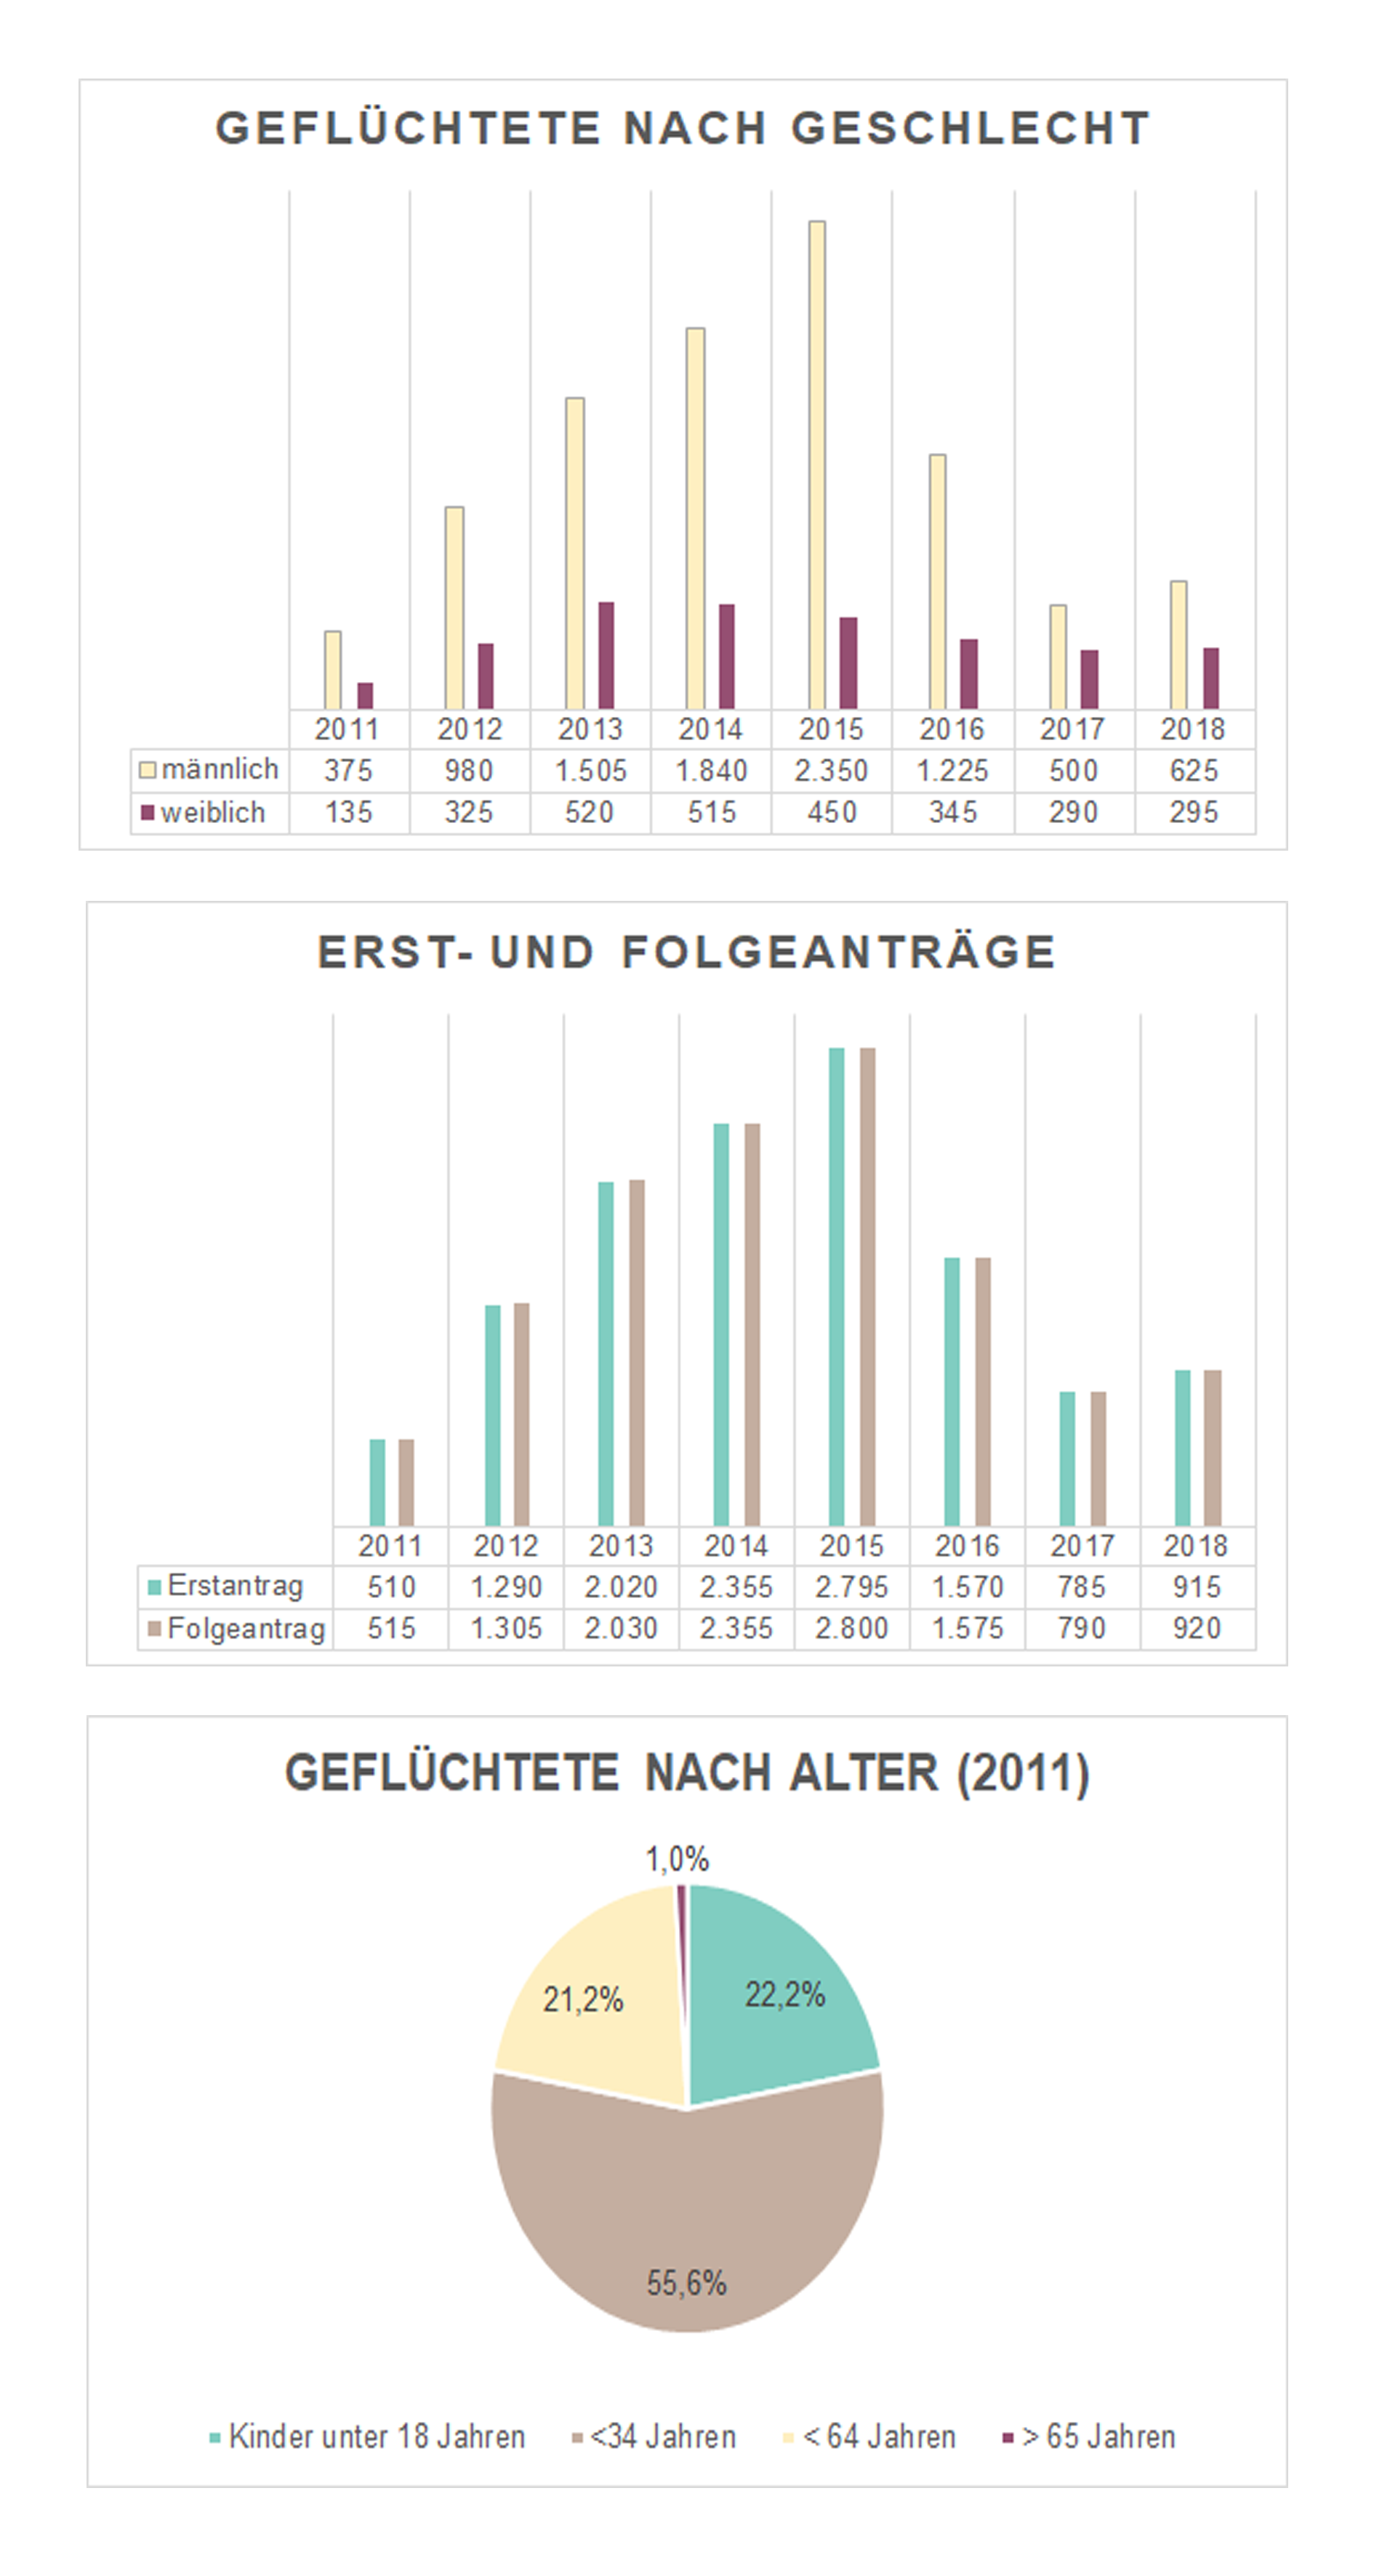 GEFLÜCHTETE NACH GESCHLECHT
2011 2012 2013 2014 2015 2016 2017 2018
männlich 375 980 1.505 1.840 2.350 1.225 500 625
weiblich 135 325 520 515 450 345 290 295
ERST- UND FOLGEANTRÄGE
2011 2012 2013 2014 2015 2016 2017 2018
Erstantrag 510 1.290 2.020 2.355 2.795 1.570 785 915
Folgeantrag 515 1.305 2.030 2.355 2.800 1.575 790 920
GEFLÜCHTETE NACH ALTER (2011)
1,0%
21,2% 22,2%
55,6%
Kinder unter 18 Jahren <34 Jahren < 64 Jahren > 65 Jahren